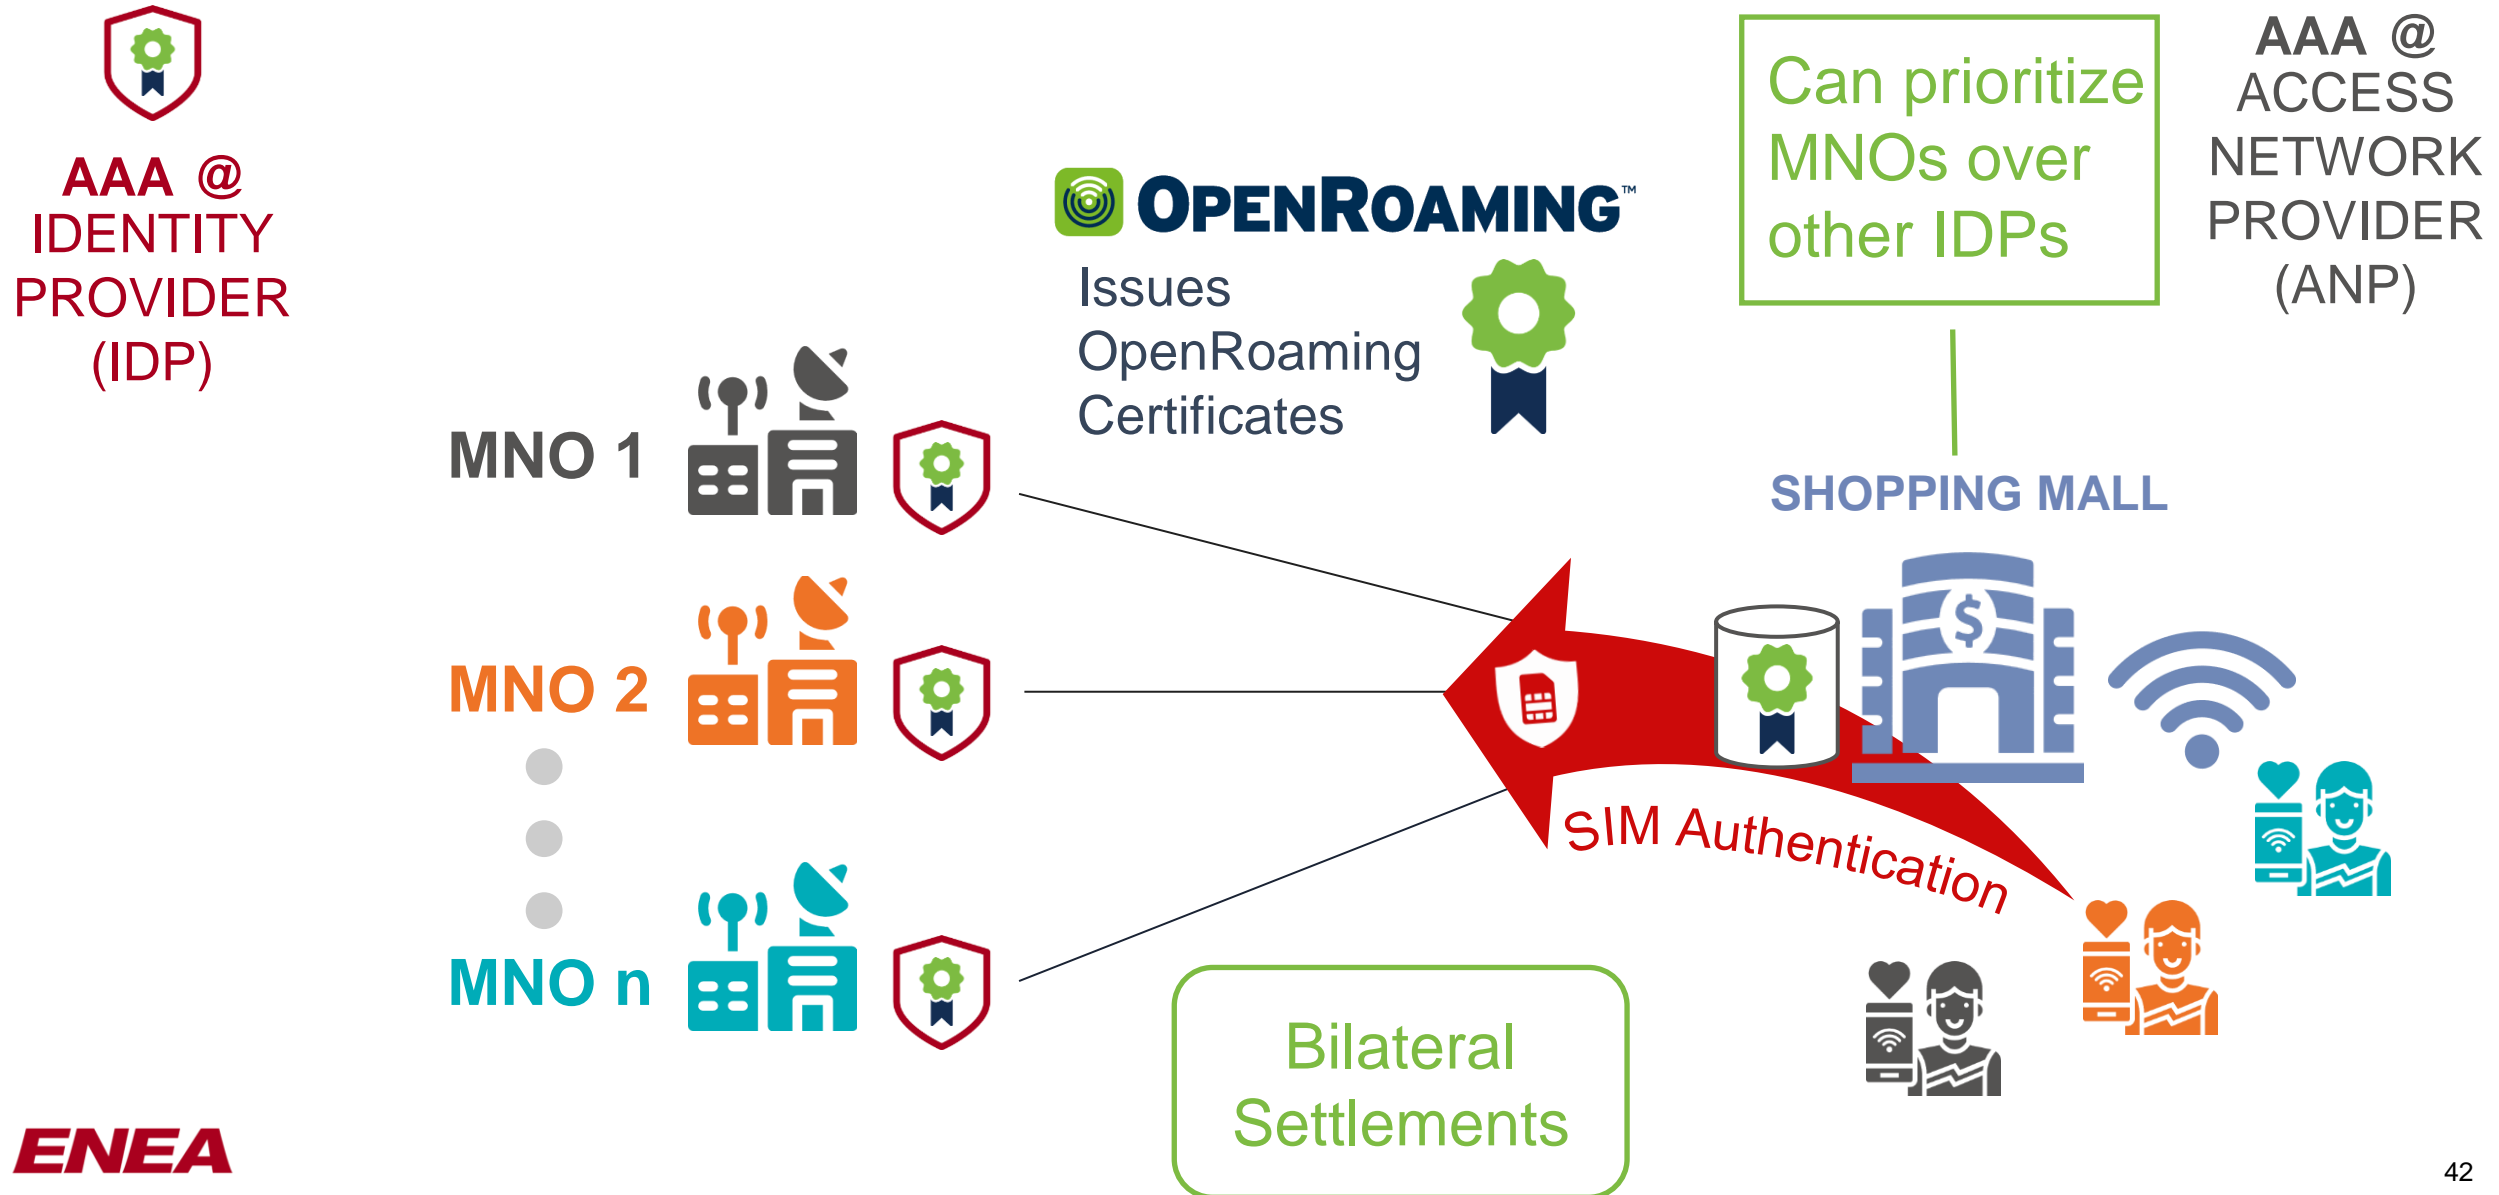 AAA @
IDENTITY
PROVIDER
(IDP)
OPENROAMING™
Issues
OpenRoaming
Certificates
Can prioritize
MNOs over
other IDPs
AAA @
ACCESS
NETWORK
PROVIDER
(ANP)
MNO 1
SHOPPING MALL
$
MNO 2
SIM Authentication
MNO n
Bilateral
Settlements
ENEA
42